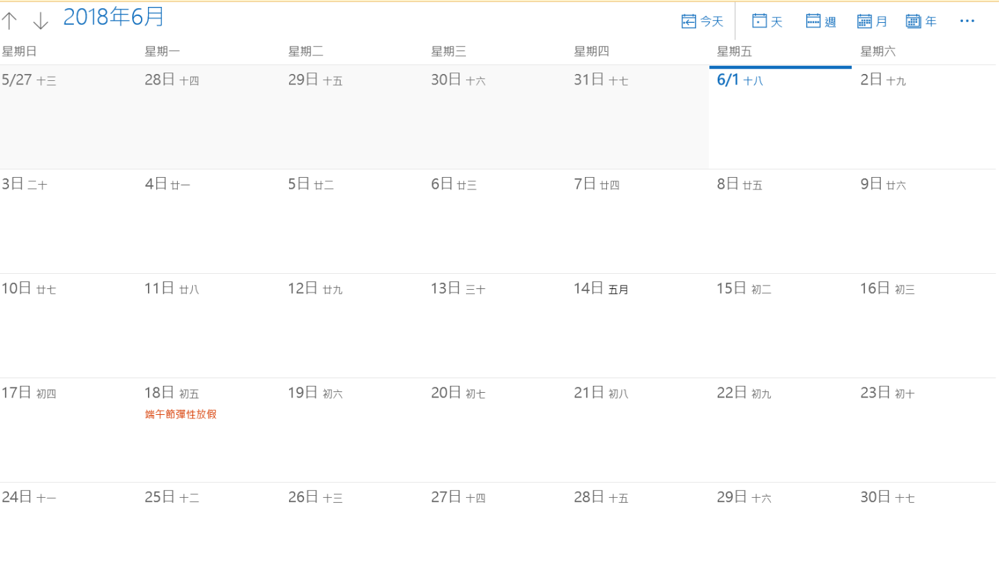 2018年6月 今天 天 週 月 年 ···
星期日 星期一 星期二 星期三 星期四 星期五 星期六
5/27 十三 28日 十四 29日 十五 30日 十六 31日 十七 6/1 十八 2日 十九
3日 二十 4日 廿一 5日 廿二 6日 廿三 7日 廿四 8日 廿五 9日 廿六
10日 廿七 11日 廿八 12日 廿九 13日 三十 14日 五月 15日 初二 16日 初三
17日 初四 18日 初五 19日 初六 20日 初七 21日 初八 22日 初九 23日 初十
端午節彈性放假
24日 十一 25日 十二 26日 十三 27日 十四 28日 十五 29日 十六 30日 十七